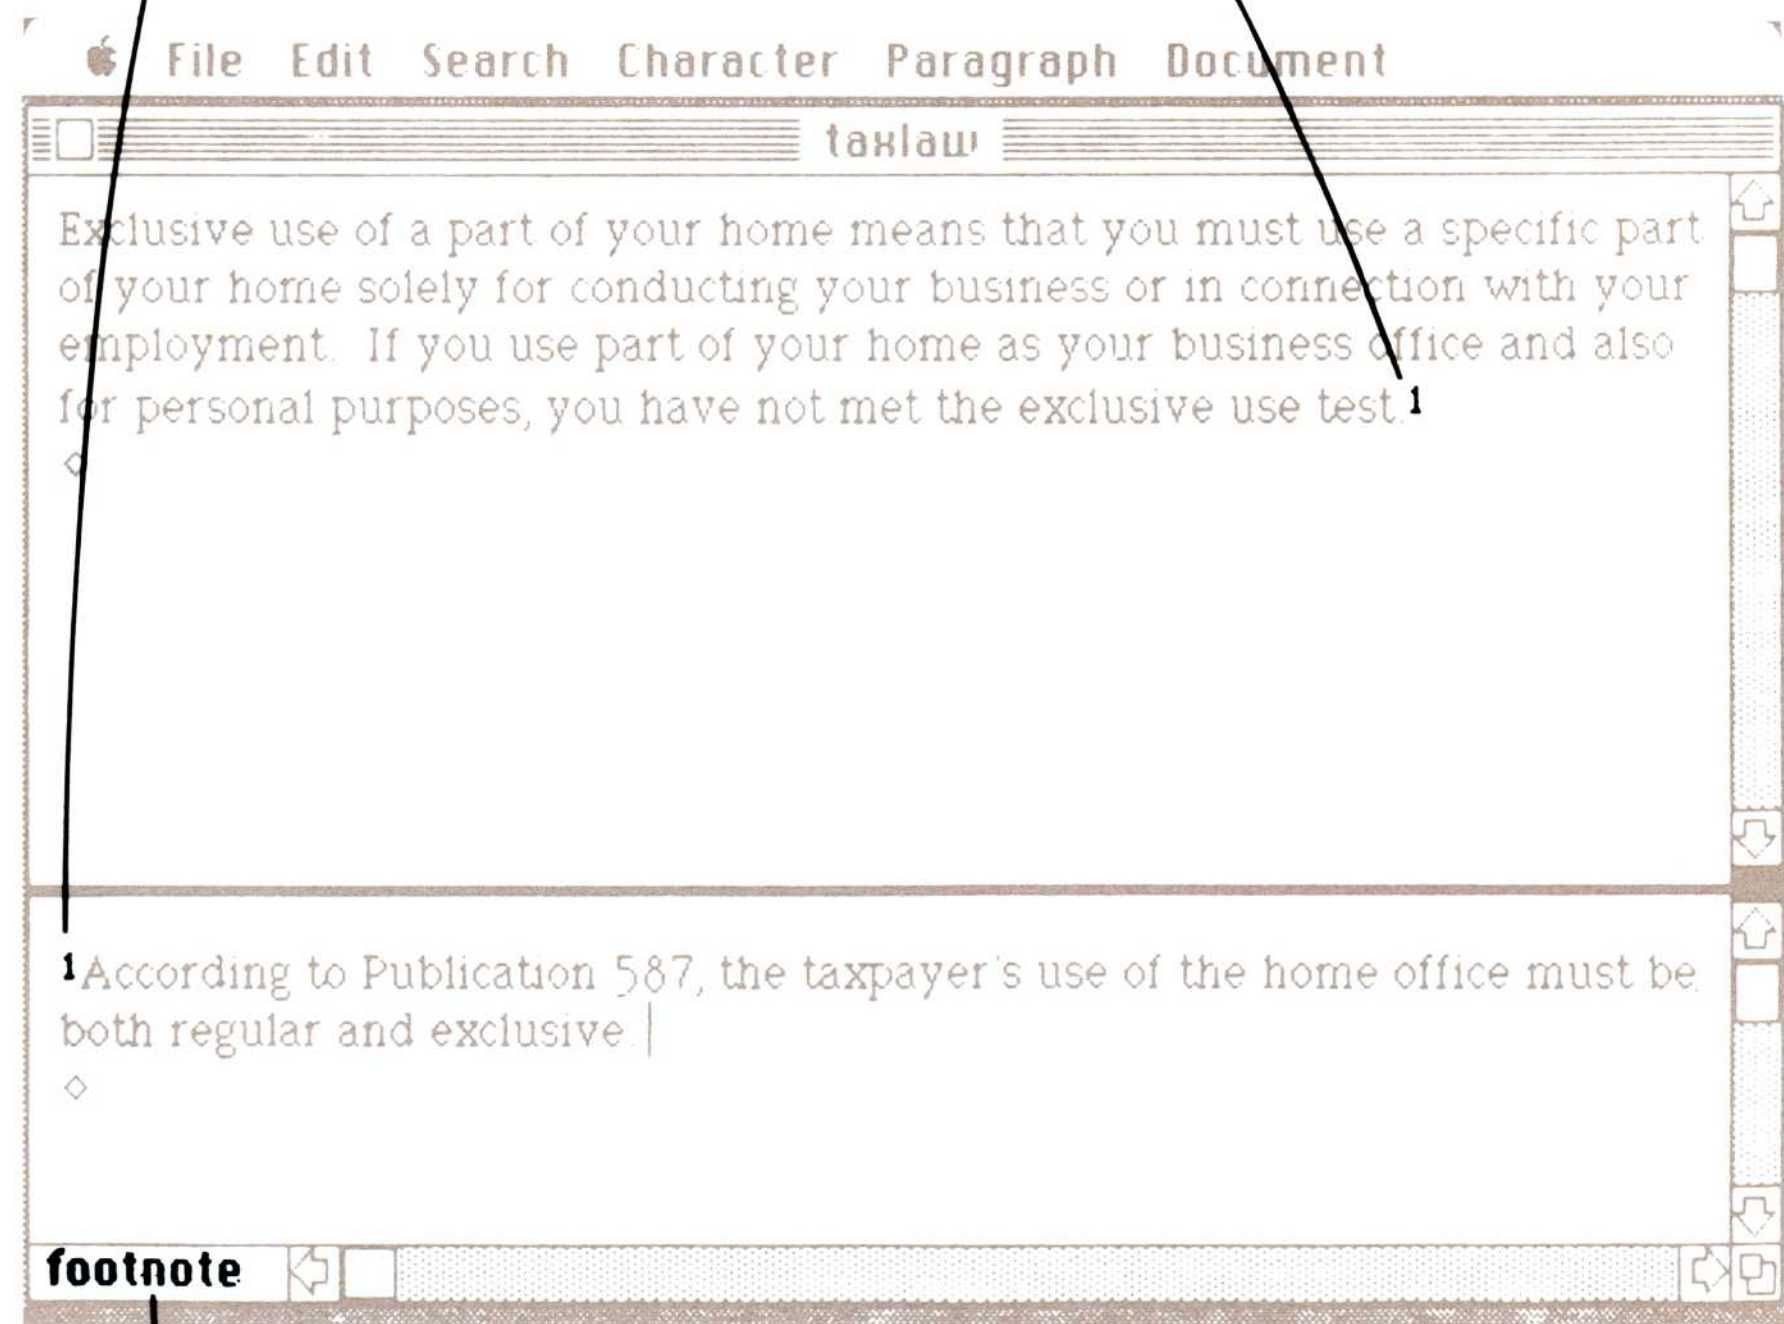 File Edit Search Character Paragraph Document
taxlaw
Exclusive use of a part of your home means that you must use a specific part
of your home solely for conducting your business or in connection with your
employment. If you use part of your home as your business office and also
for personal purposes, you have not met the exclusive use test.1
1According to Publication 587, the taxpayer's use of the home office must be
both regular and exclusive.
footnote